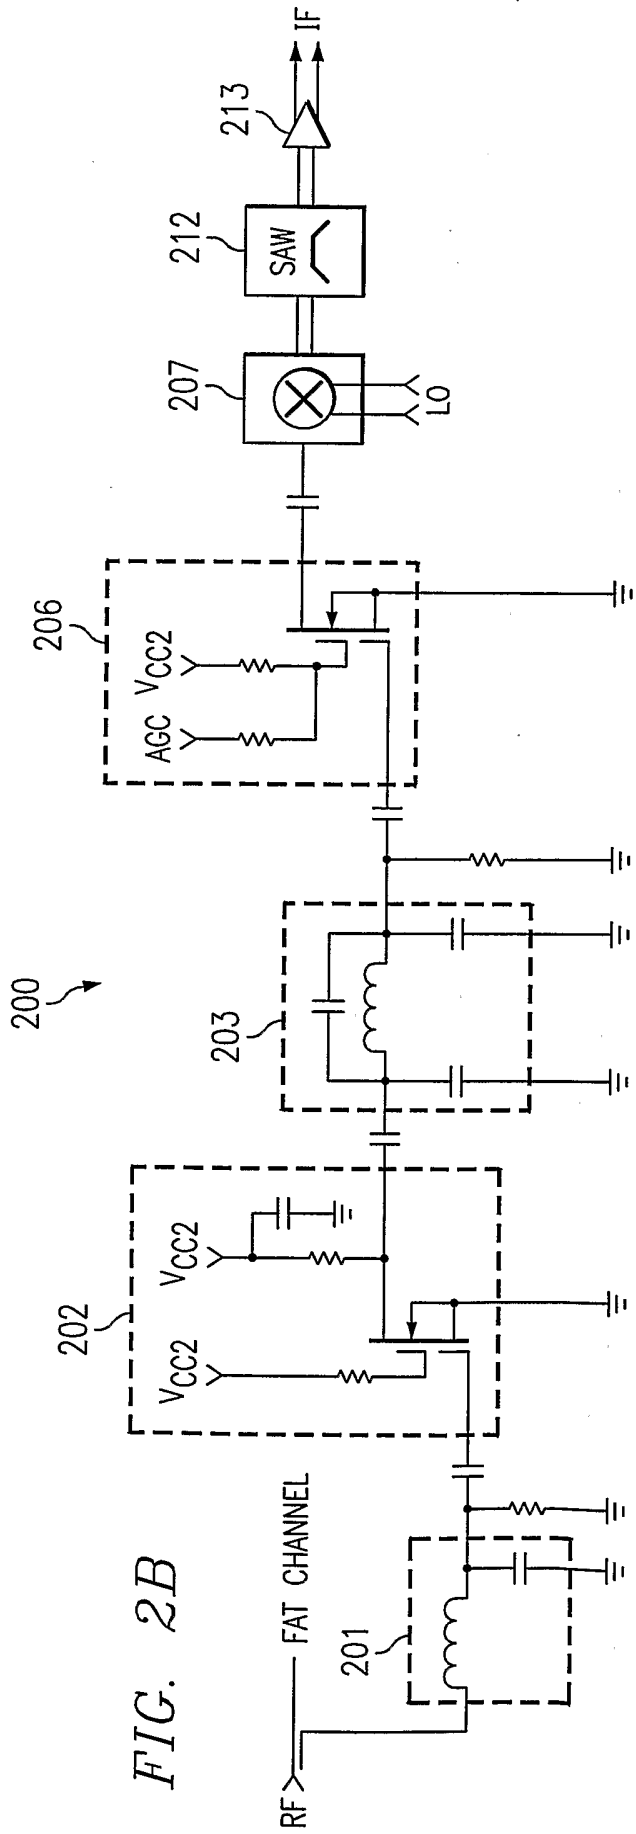 FIG. 2B
200
RF
FAT CHANNEL
201
202
VCC2
VCC2
203
206
AGC
VCC2
207
LO
212
SAW
213
IF